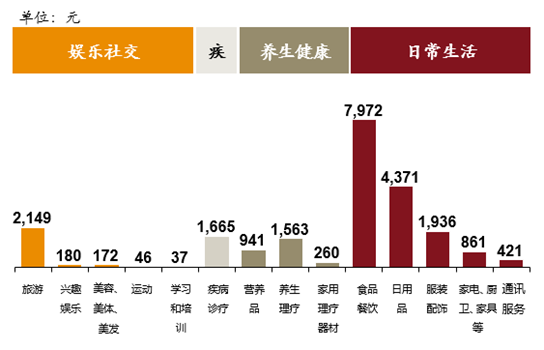 单位：元
娱乐社交 疾 养生健康 日常生活
2,149 180 172 46 37 1,665 941 1,563 260 7,972 4,371 1,936 861 421
旅游
兴趣
娱乐
美容、
美体、
美发
运动
学习
和培
训
疾病
诊疗
营养
品
养生
理疗
家用
理疗
器材
食品
餐饮
日用
品
服装
配饰
家电、厨
卫、家具
等
通讯
服务